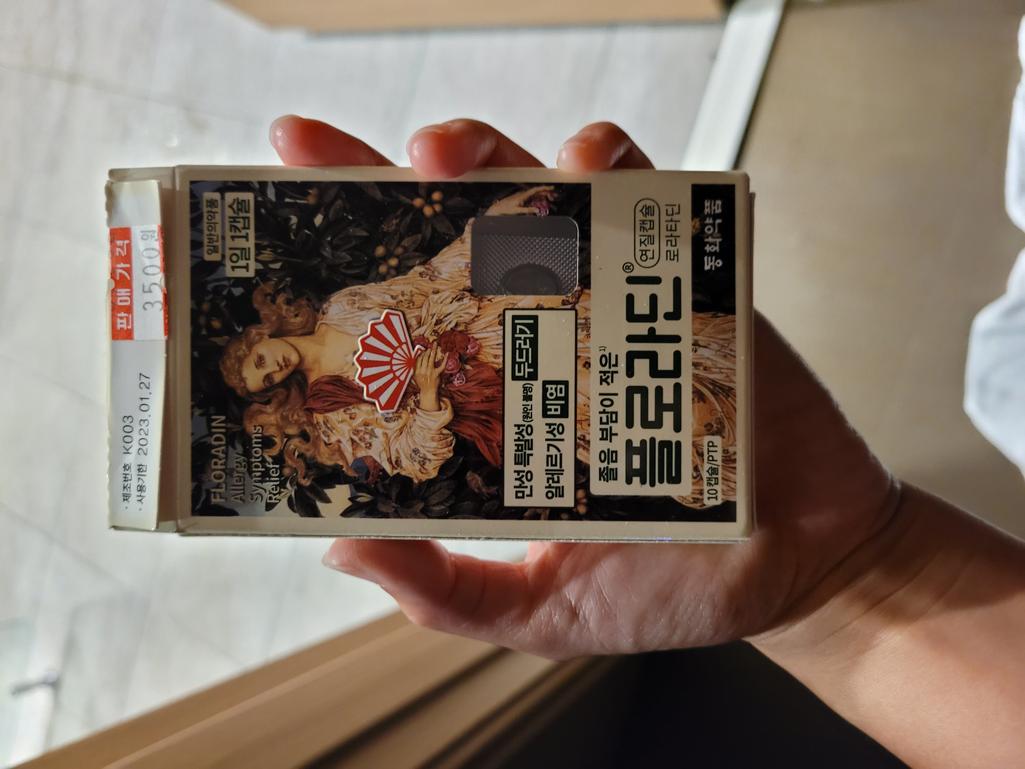 판매가격
3500원
· 제조번호 K003
· 사용기한 2023.01.27
일반의약품
1일 1캡슐
FLORADIN
Allergy
Symptoms
Relief
만성 특발성(원인 불명) 두드러기
알레르기성 비염
졸음 부담이 적은1)
플로라딘®
연질캡슐
로라타딘
10 캡슐/PTP
동화약품